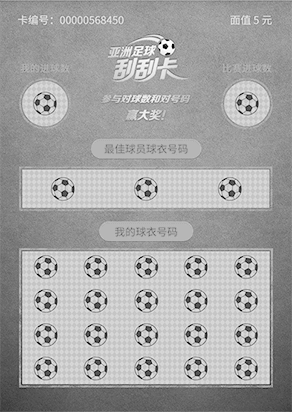 卡编号：00000568450 面值 5 元
亚洲足球
刮刮卡
我的进球数 比赛进球数
参与对球数和对号码
赢大奖！
最佳球员球衣号码
我的球衣号码